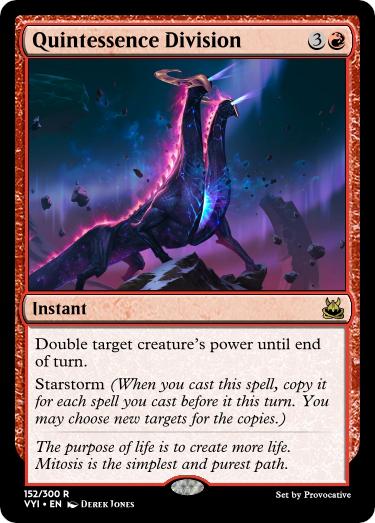 Quintessence Division 3
Instant
Double target creature's power until end
of turn.
Starstorm (When you cast this spell, copy it
for each spell you cast before it this turn. You
may choose new targets for the copies.)
The purpose of life is to create more life.
Mitosis is the simplest and purest path.
152/300 R
VYI • EN DEREK JONES
Set by Provocative